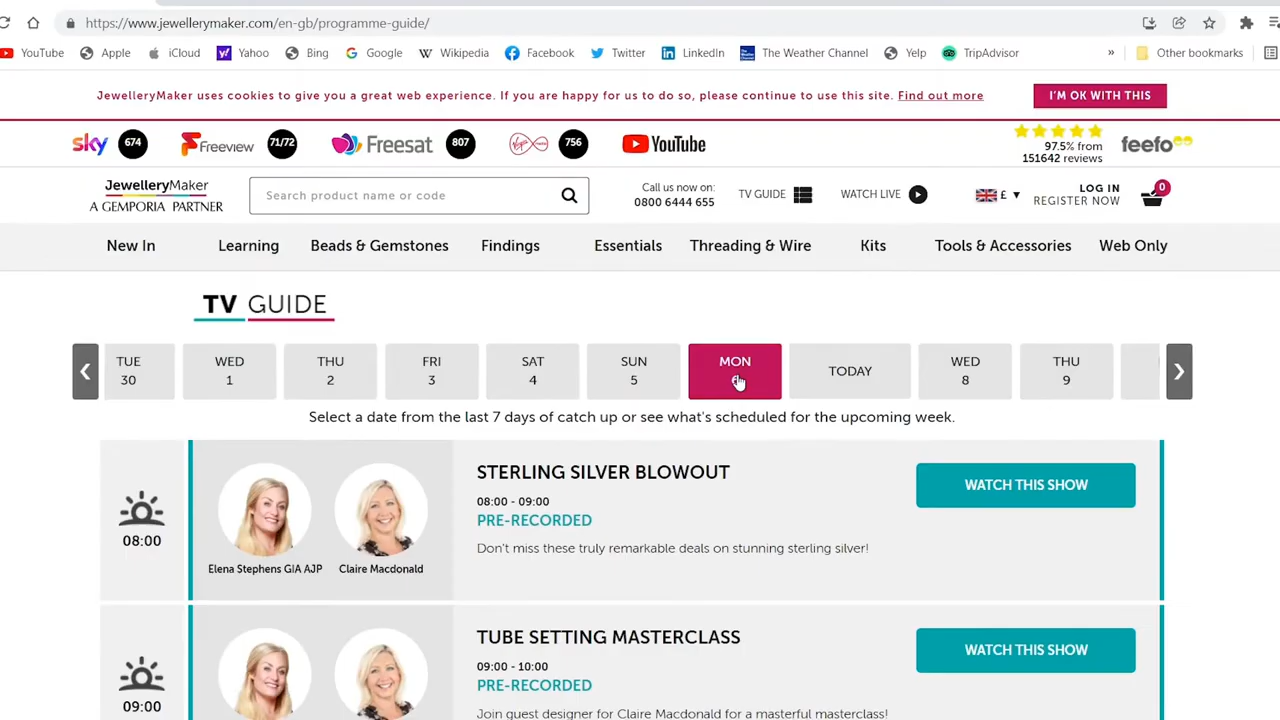 https://www.jewellerymaker.com/en-gb/programme-guide/
YouTube Apple iCloud Yahoo Bing Google Wikipedia Facebook Twitter LinkedIn The Weather Channel Yelp TripAdvisor » Other bookmarks
JewelleryMaker uses cookies to give you a great web experience. If you are happy for us to do so, please continue to use this site. Find out more I'M OK WITH THIS
sky 674 Freeview 71/72 Freesat 807 756 YouTube
97.5% from
151642 reviews
feefo
JewelleryMaker
A GEMPORIA PARTNER
Search product name or code
Call us now on:
0800 6444 655
TV GUIDE WATCH LIVE £ ▼
LOG IN
REGISTER NOW
0
New In Learning Beads & Gemstones Findings Essentials Threading & Wire Kits Tools & Accessories Web Only
TV GUIDE
TUE WED THU FRI SAT SUN MON TODAY WED THU
30 1 2 3 4 5 8 9
Select a date from the last 7 days of catch up or see what's scheduled for the upcoming week.
08:00
Elena Stephens GIA AJP Claire Macdonald
STERLING SILVER BLOWOUT
08:00 - 09:00
PRE-RECORDED
Don't miss these truly remarkable deals on stunning sterling silver!
WATCH THIS SHOW
09:00
TUBE SETTING MASTERCLASS
09:00 - 10:00
PRE-RECORDED
Join guest designer for Claire Macdonald for a masterful masterclass!
WATCH THIS SHOW